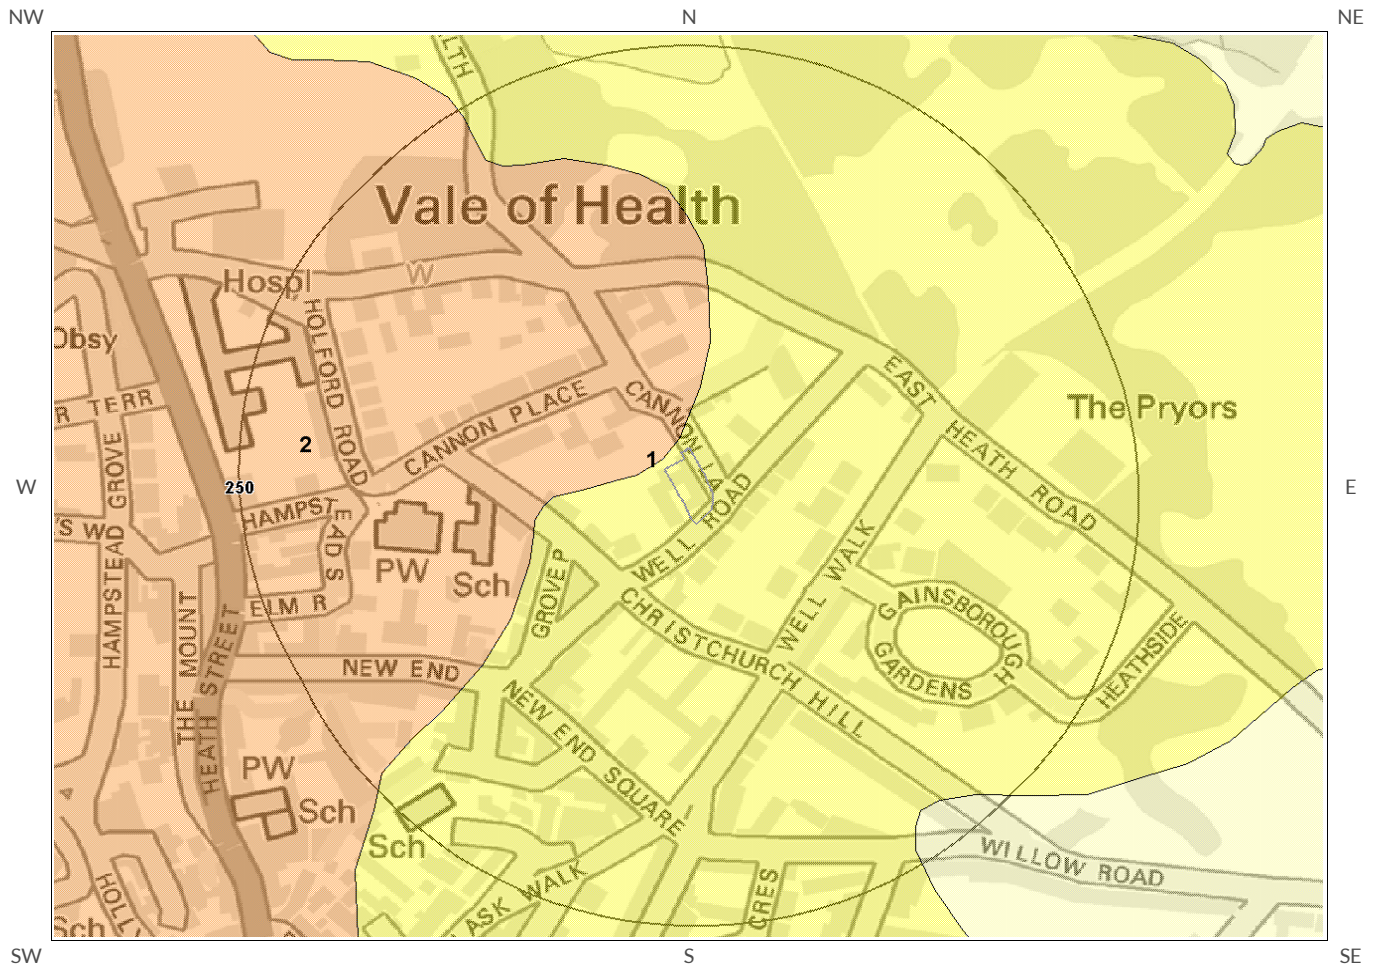 NW
N
NE
LTH
Vale of Health
W
Hospl
HOLFORD ROAD
Obsy
R TERR
CANNON PLACE
CANNON LA
EAST HEATH ROAD
The Pryors
2
1
W
250
E
HAMPSTEAD S
HAMPSTEAD GROVE
S W
PW
Sch
WELL ROAD
WELL WALK
GROVE P
ELM R
THE MOUNT
HEATH STREET
NEW END
CHRISTCHURCH HILL
GAINSBOROUGH GARDENS
HEATHSIDE
NEW END SQUARE
PW
Sch
Sch
WILLOW ROAD
ASK WALK
CRES
HOLLY
Sch
SW
S
SE